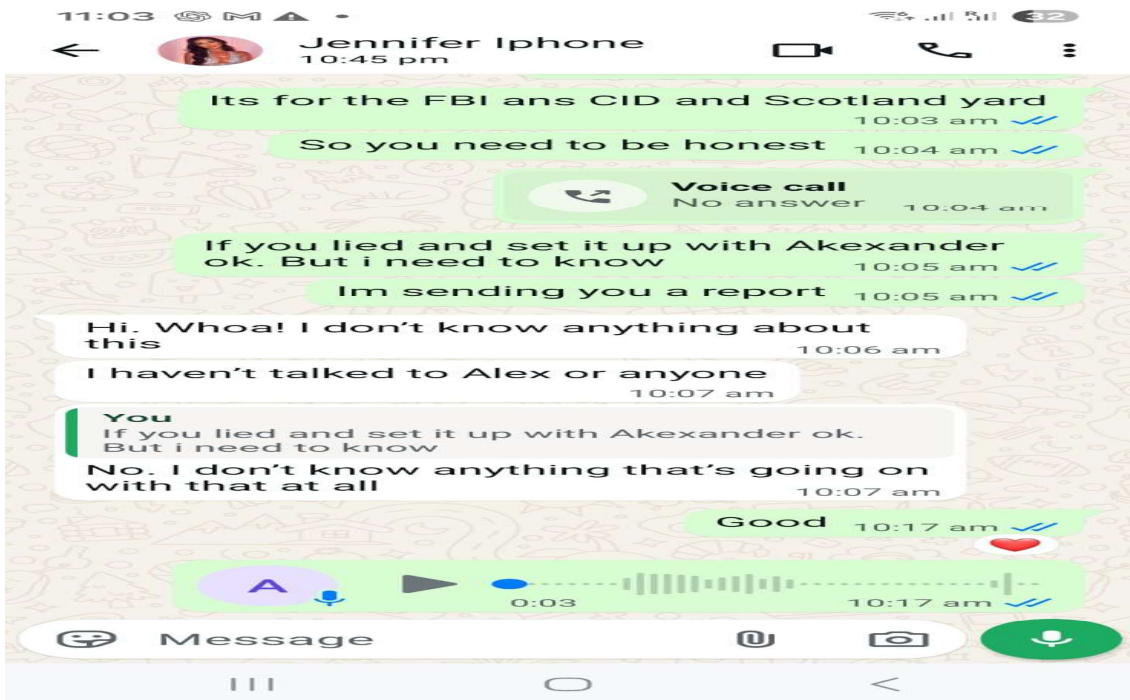 11:03
32
Jennifer Iphone
10:45 pm
Its for the FBI ans CID and Scotland yard
10:03 am
So you need to be honest 10:04 am
Voice call
No answer 10:04 am
If you lied and set it up with Akexander
ok. But i need to know
10:05 am
Im sending you a report 10:05 am
Hi. Whoa! I don't know anything about
this
10:06 am
I haven't talked to Alex or anyone
10:07 am
You
If you lied and set it up with Akexander ok.
But i need to know
No. I don't know anything that's going on
with that at all
10:07 am
Good 10:17 am
A
0:03 10:17 am
Message